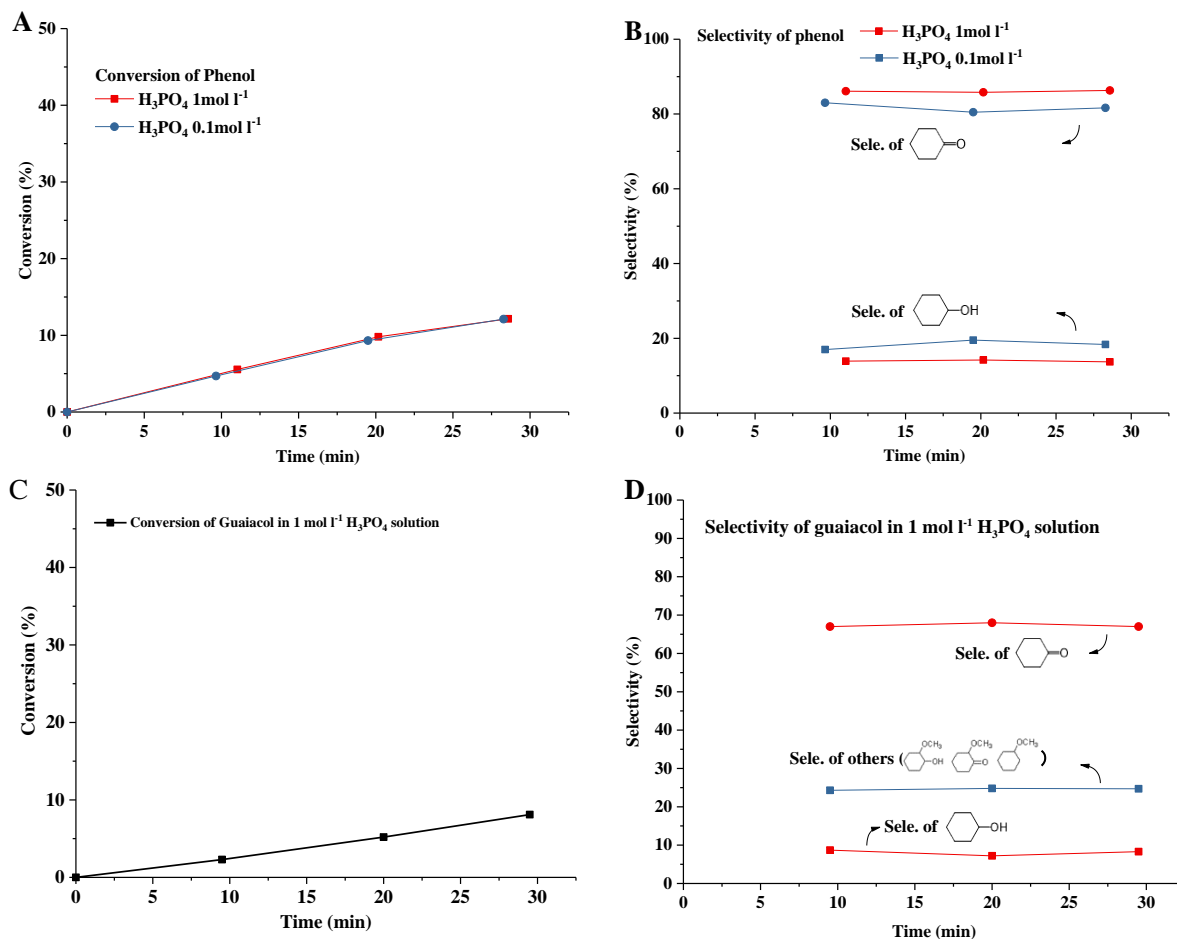 A
Conversion of Phenol
H₃PO₄ 1mol l⁻¹
H₃PO₄ 0.1mol l⁻¹
50
40
30
20
10
0
Conversion (%)
0 5 10 15 20 25 30
Time (min)
B
Selectivity of phenol
H₃PO₄ 1mol l⁻¹
H₃PO₄ 0.1mol l⁻¹
100
80
60
40
20
0
Selectivity (%)
Sele. of
O
Sele. of
OH
0 5 10 15 20 25 30
Time (min)
C
Conversion of Guaiacol in 1 mol l⁻¹ H₃PO₄ solution
50
40
30
20
10
0
Conversion (%)
0 5 10 15 20 25 30
Time (min)
D
Selectivity of guaiacol in 1 mol l⁻¹ H₃PO₄ solution
100
90
80
70
60
50
40
30
20
10
0
Selectivity (%)
Sele. of
O
OCH₃ OCH₃ OCH₃
Sele. of others ( OH O )
Sele. of
OH
0 5 10 15 20 25 30
Time (min)